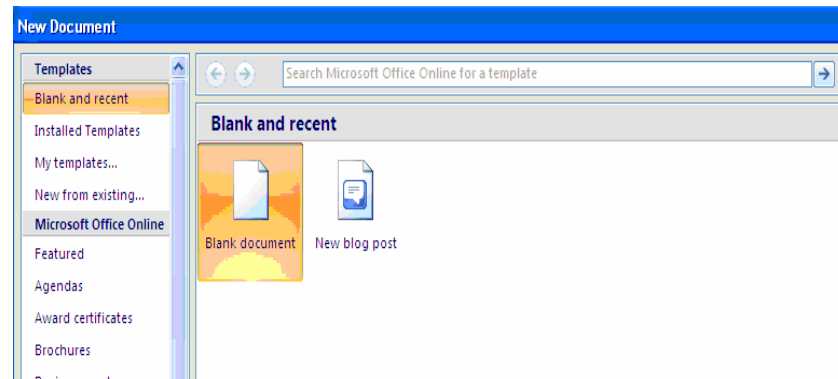 New Document
Templates
Search Microsoft Office Online for a template
Blank and recent
Installed Templates
My templates...
New from existing...
Microsoft Office Online
Featured
Agendas
Award certificates
Brochures
Blank and recent
Blank document
New blog post